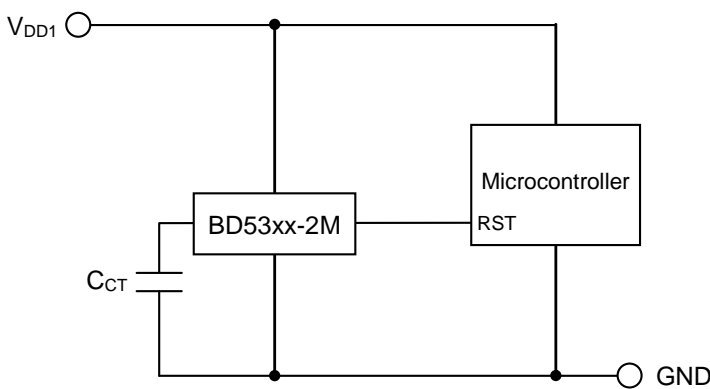 VDD1
Microcontroller
BD53xx-2M
RST
CCT
GND